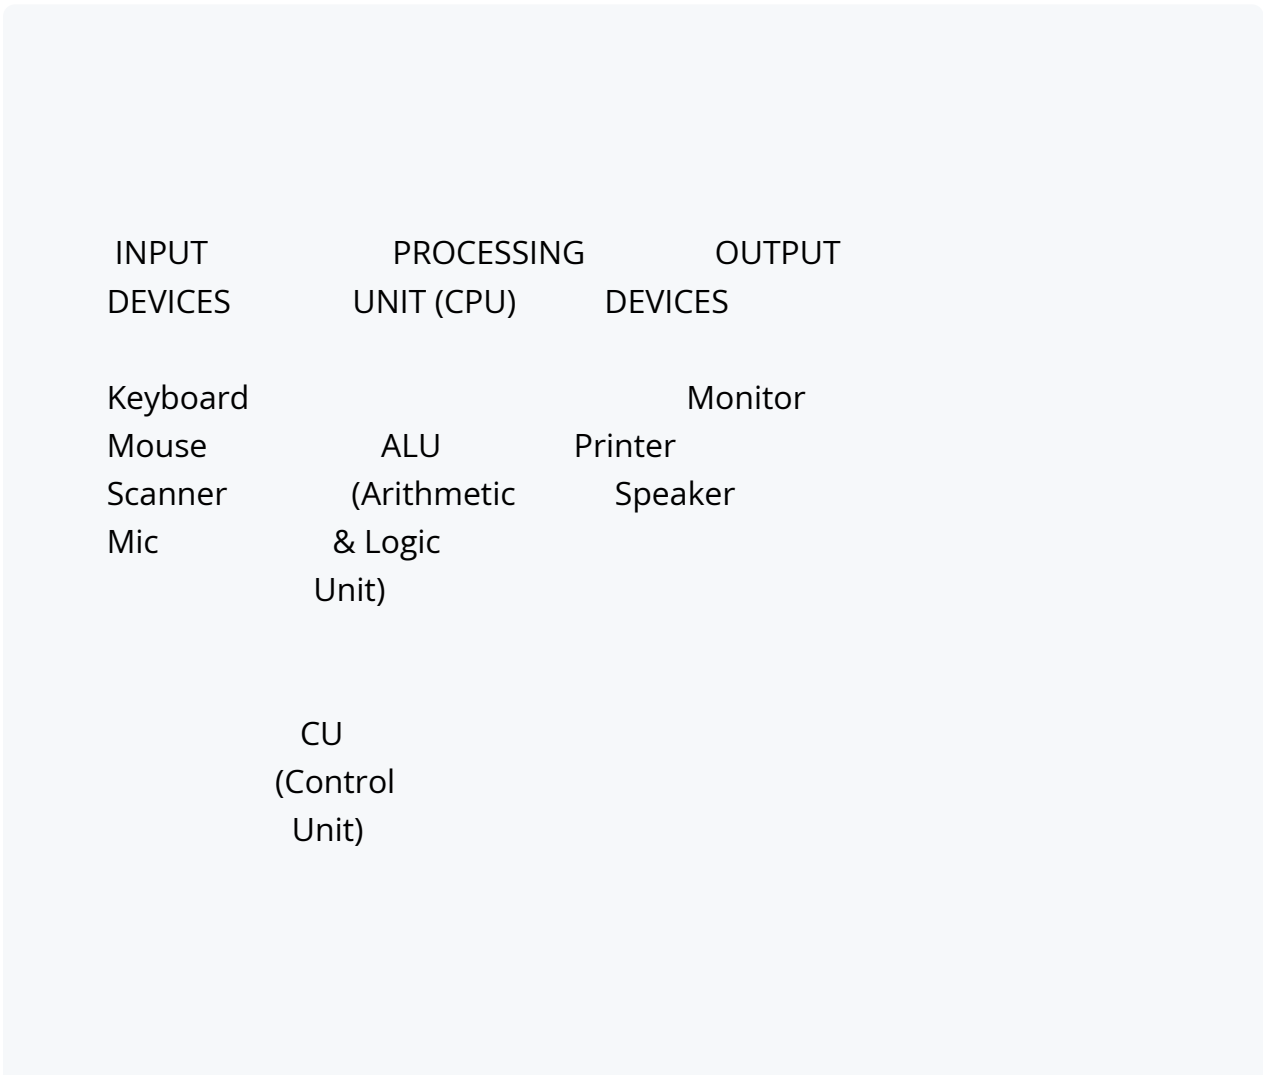 INPUT PROCESSING OUTPUT
DEVICES UNIT (CPU) DEVICES
Keyboard Monitor
Mouse ALU Printer
Scanner (Arithmetic Speaker
Mic & Logic
Unit)
CU
(Control
Unit)